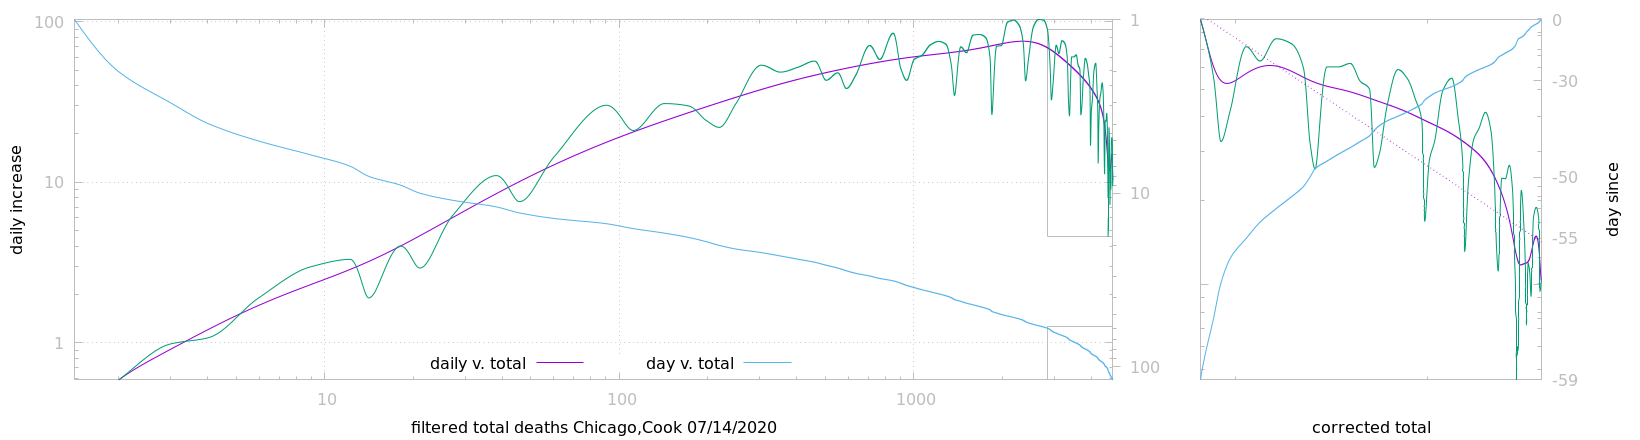 100
10
1
daily increase
daily v. total
day v. total
10
100
1000
filtered total deaths Chicago,Cook 07/14/2020
1
10
100
0
-30
-50
-55
-59
day since
corrected total